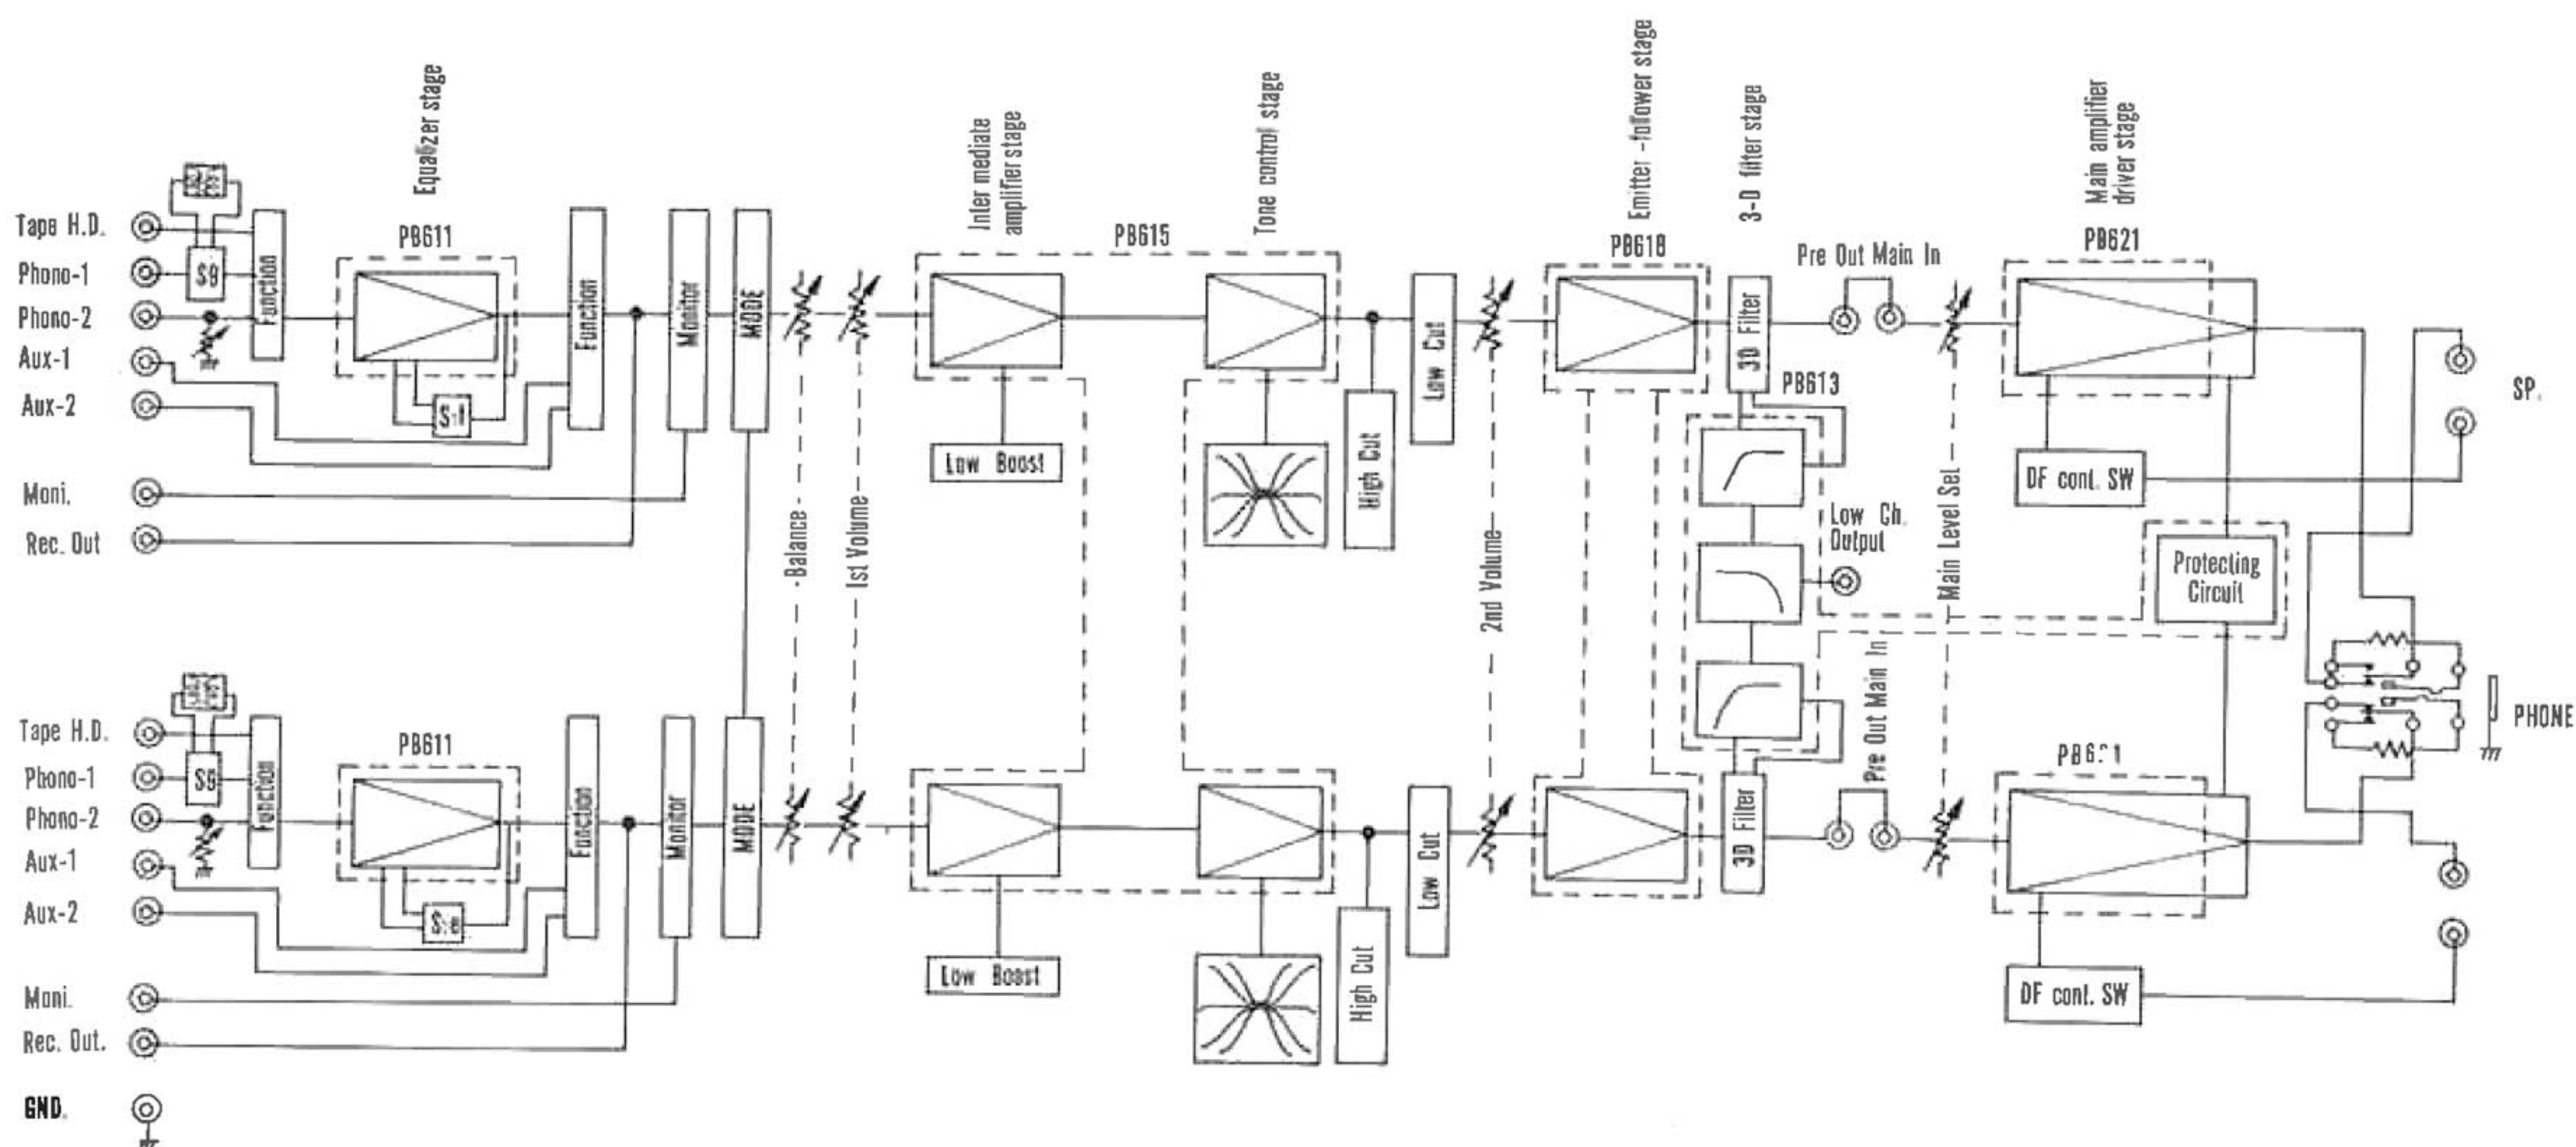 Equalizer stage
Inter mediate
amplifier stage
Tone control stage
Emitter -follower stage
3-D filter stage
Main amplifier
driver stage
PB611
PB615
PB618
PB621
Pre Out Main In
Tape H.D.
Phono-1
Phono-2
Aux-1
Aux-2
Moni.
Rec. Out
S9
Function
Function
Monitor
MODE
Balance
1st Volume
Low Boost
High Cut
Low Cut
2nd Volume
3D Filter
PB613
Low Ch.
Output
Main Level Set
DF cont. SW
Protecting
Circuit
SP.
PHONE
Tape H.D.
Phono-1
Phono-2
Aux-1
Aux-2
Moni.
Rec. Out.
GND.
S9
Function
PB611
Function
Monitor
MODE
Low Boost
High Cut
Low Cut
3D Filter
Pre Out Main In
DF cont. SW